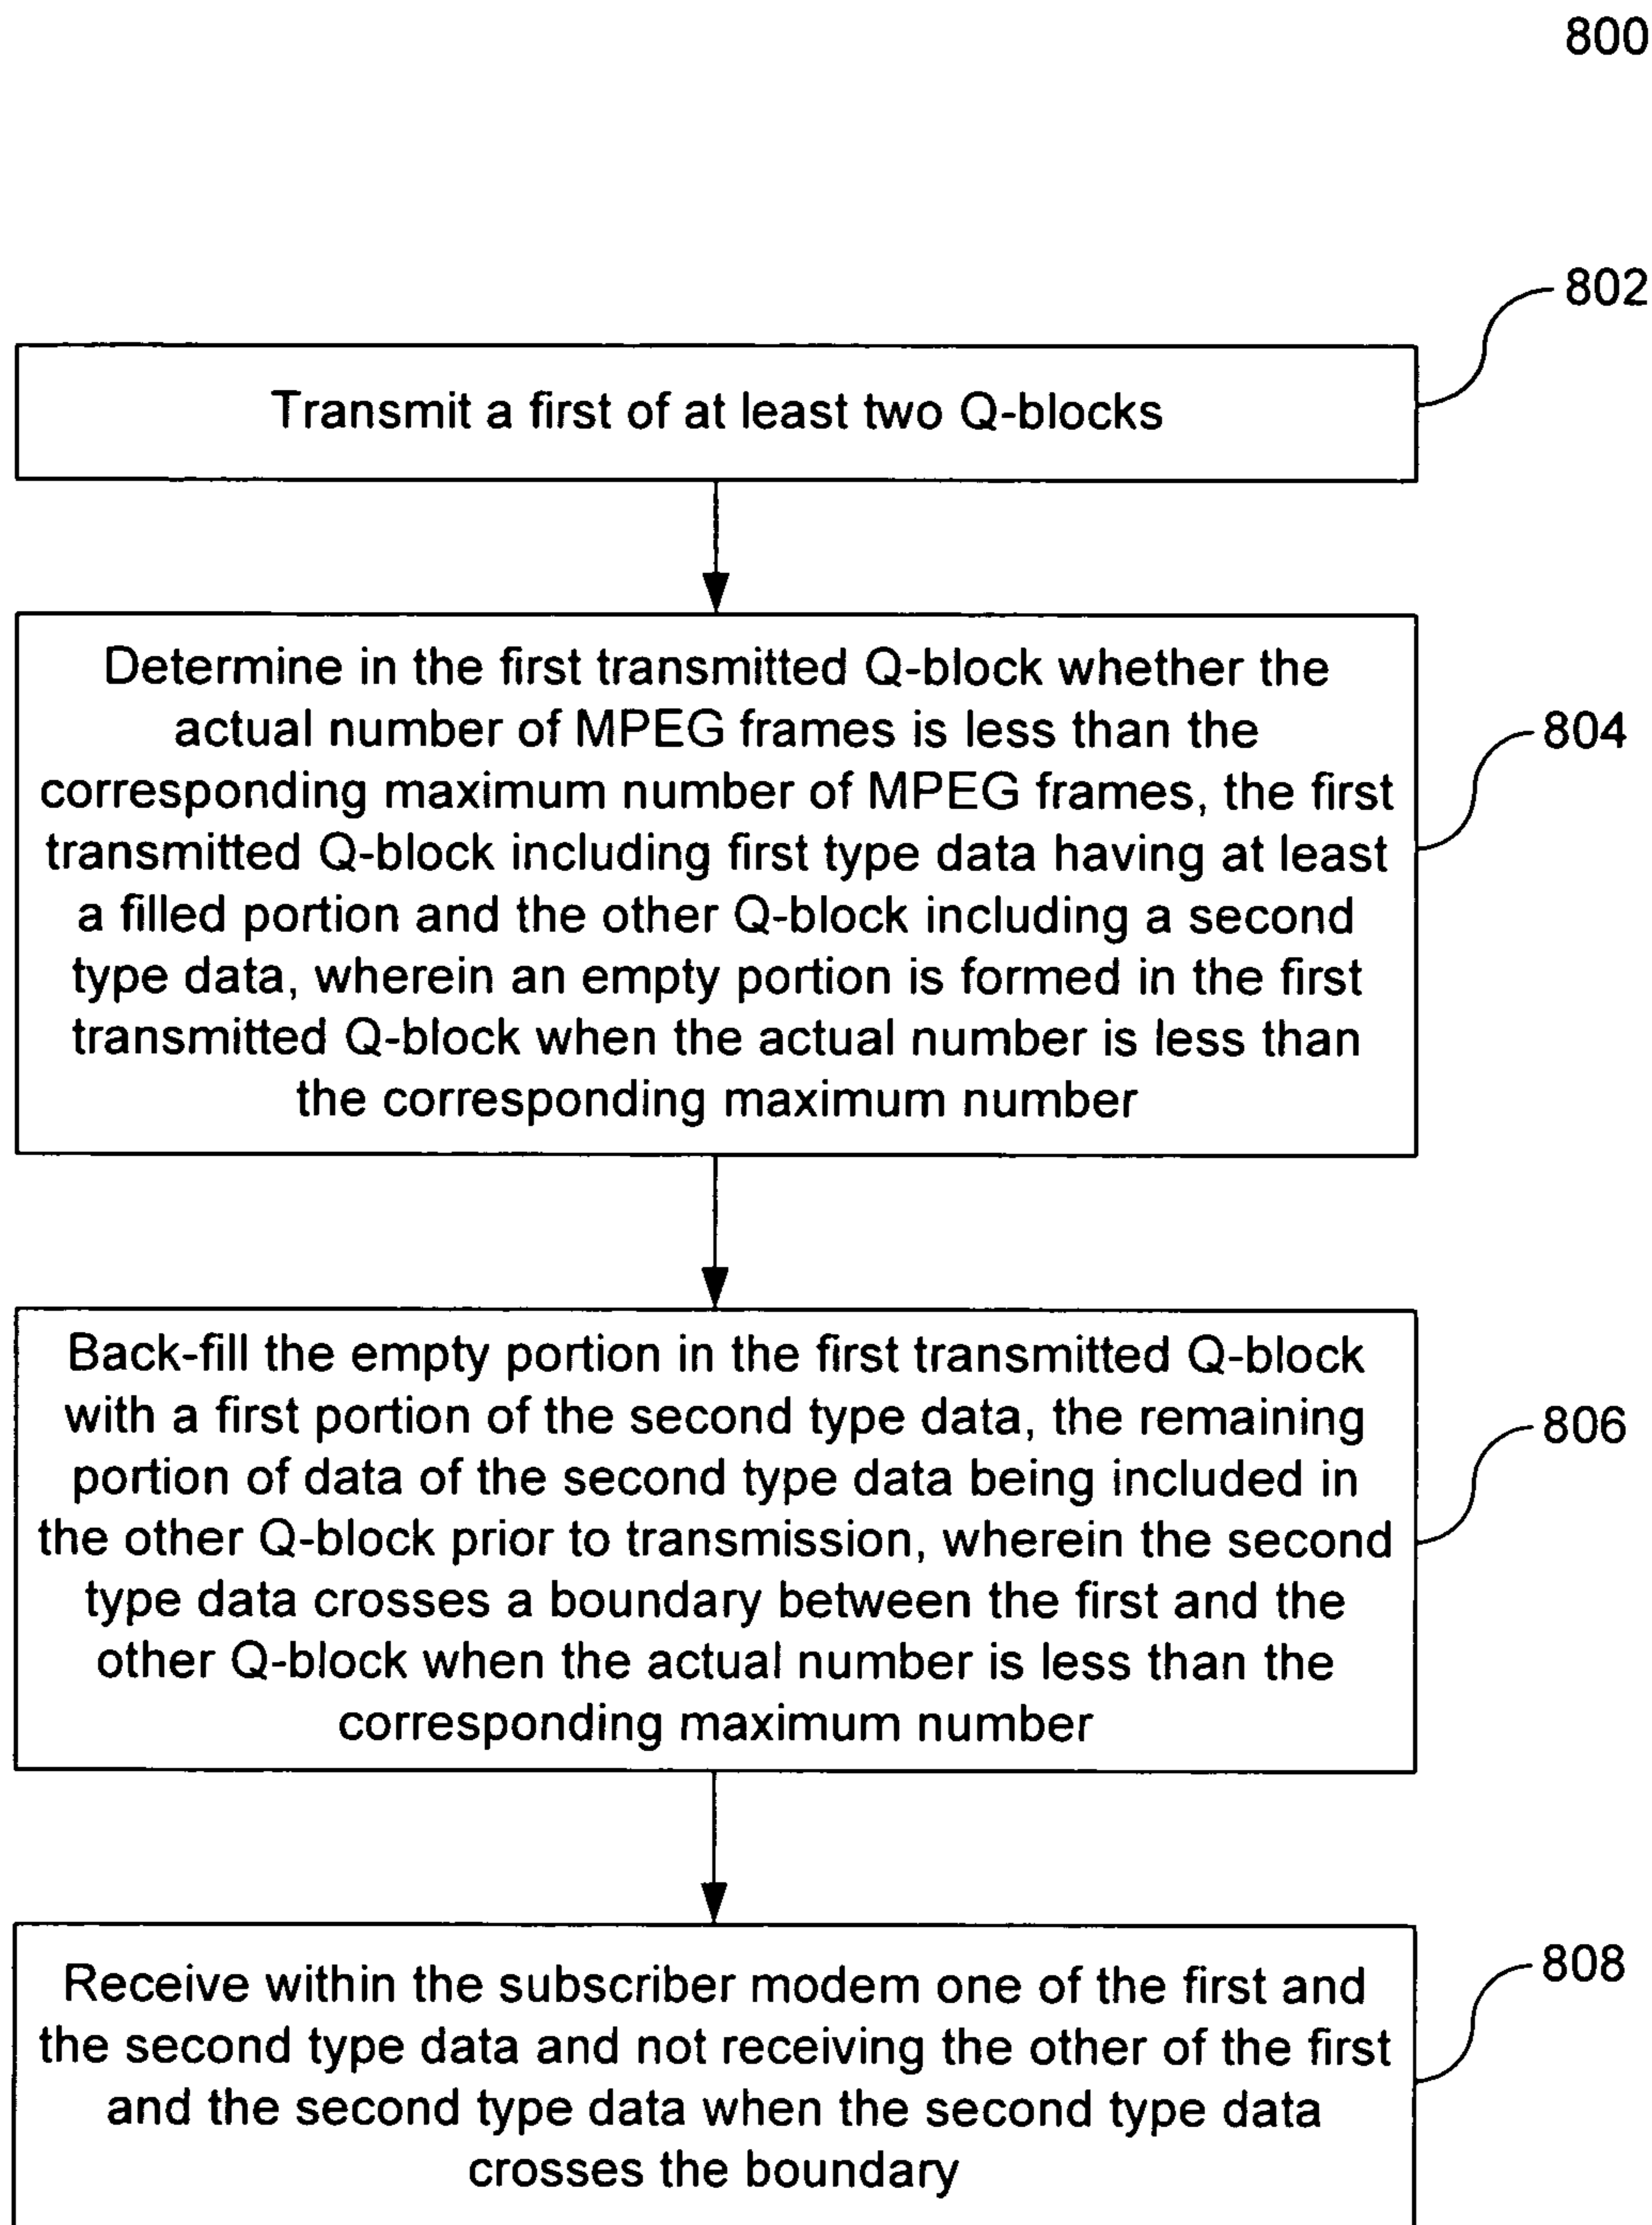 800
802
Transmit a first of at least two Q-blocks
Determine in the first transmitted Q-block whether the
actual number of MPEG frames is less than the
corresponding maximum number of MPEG frames, the first
transmitted Q-block including first type data having at least
a filled portion and the other Q-block including a second
type data, wherein an empty portion is formed in the first
transmitted Q-block when the actual number is less than
the corresponding maximum number
804
Back-fill the empty portion in the first transmitted Q-block
with a first portion of the second type data, the remaining
portion of data of the second type data being included in
the other Q-block prior to transmission, wherein the second
type data crosses a boundary between the first and the
other Q-block when the actual number is less than the
corresponding maximum number
806
Receive within the subscriber modem one of the first and
the second type data and not receiving the other of the first
and the second type data when the second type data
crosses the boundary
808